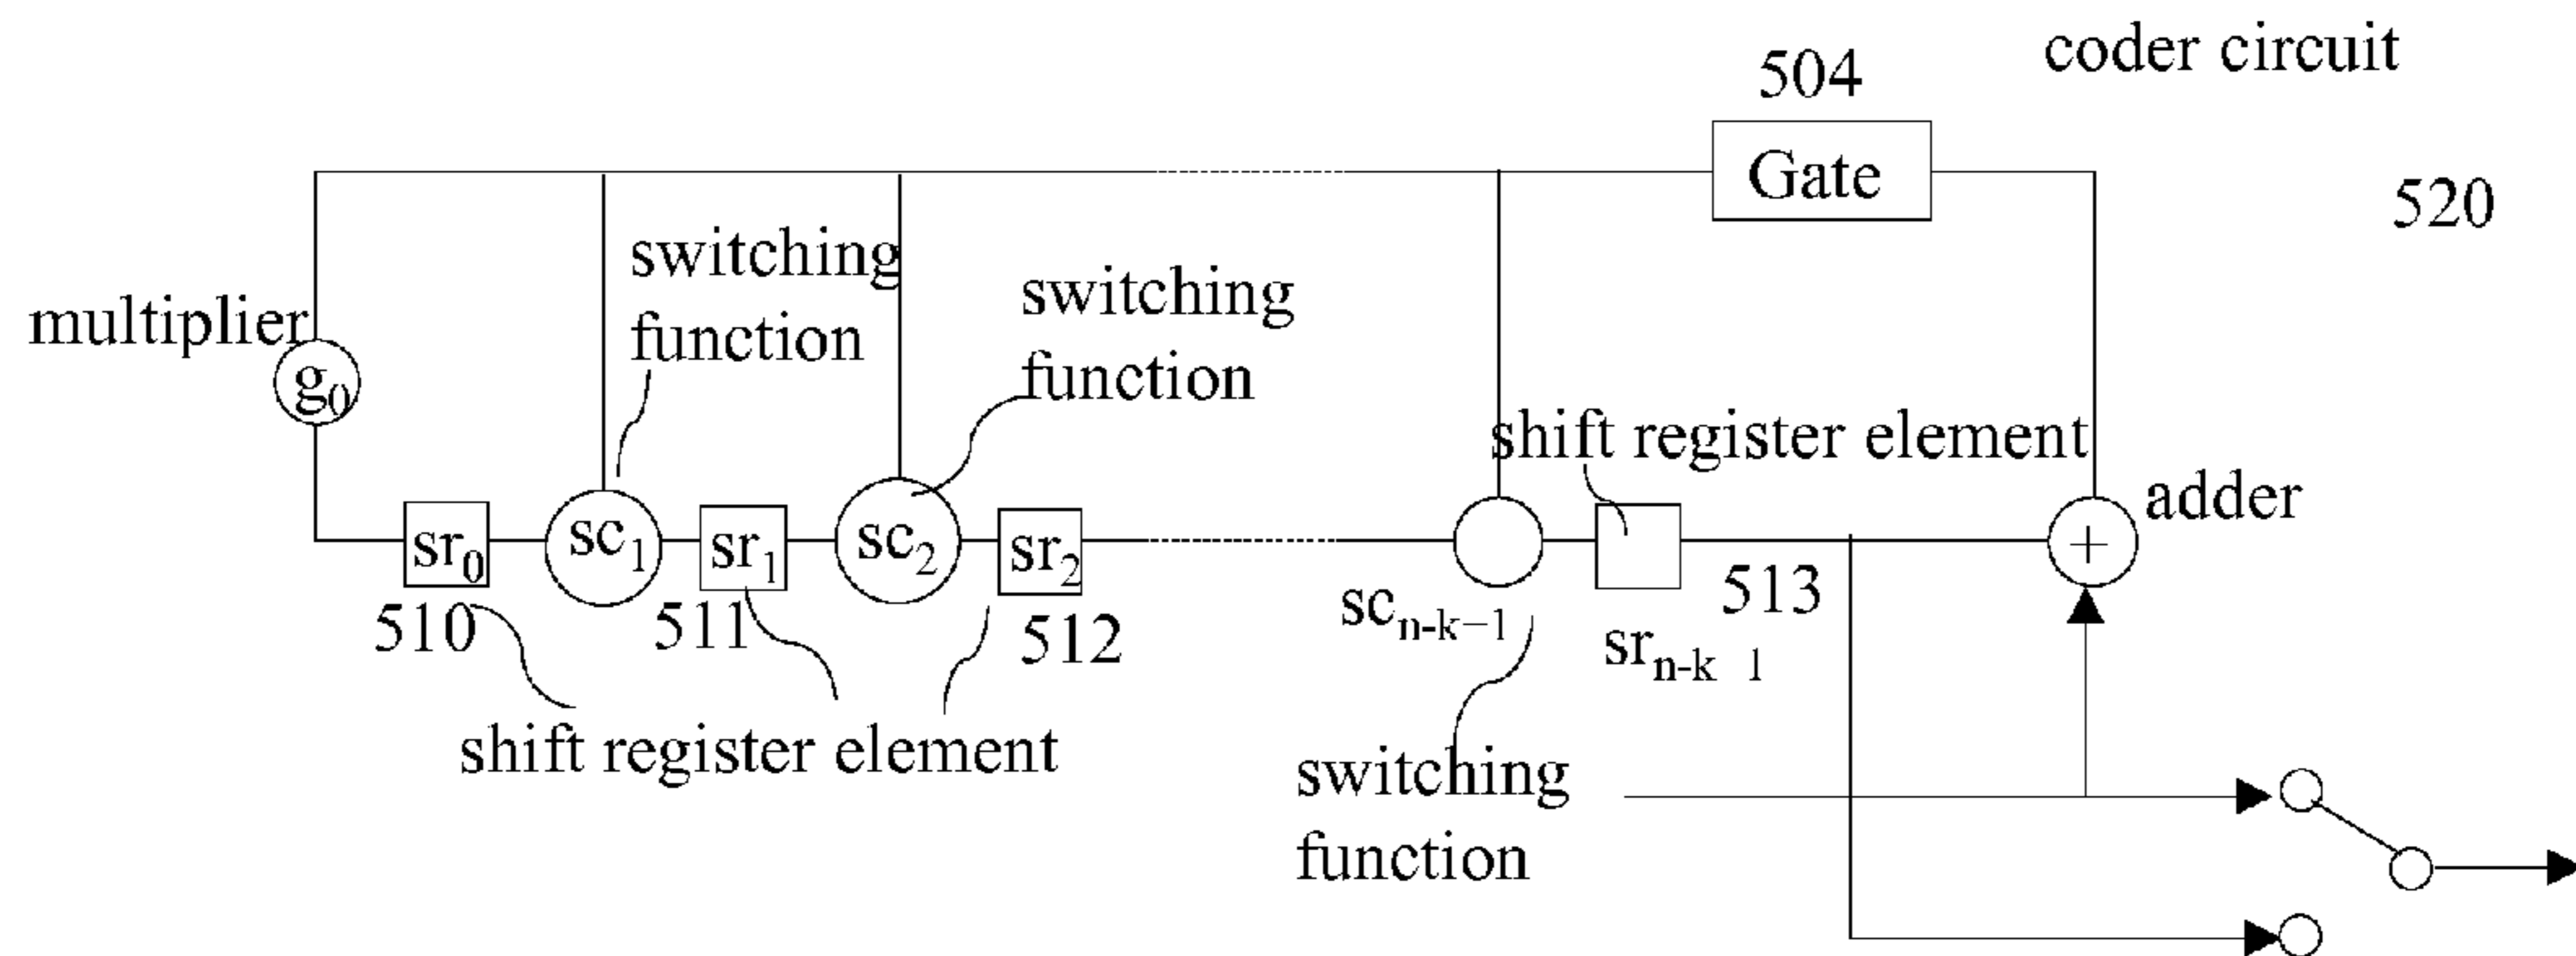 coder circuit
504
Gate
520
switching
function
switching
function
multiplier
g0
shift register element
adder
sr0
sc1
sr1
sc2
sr2
+
510
511
512
scn-k−1
513
srn-k 1
shift register element
switching
function